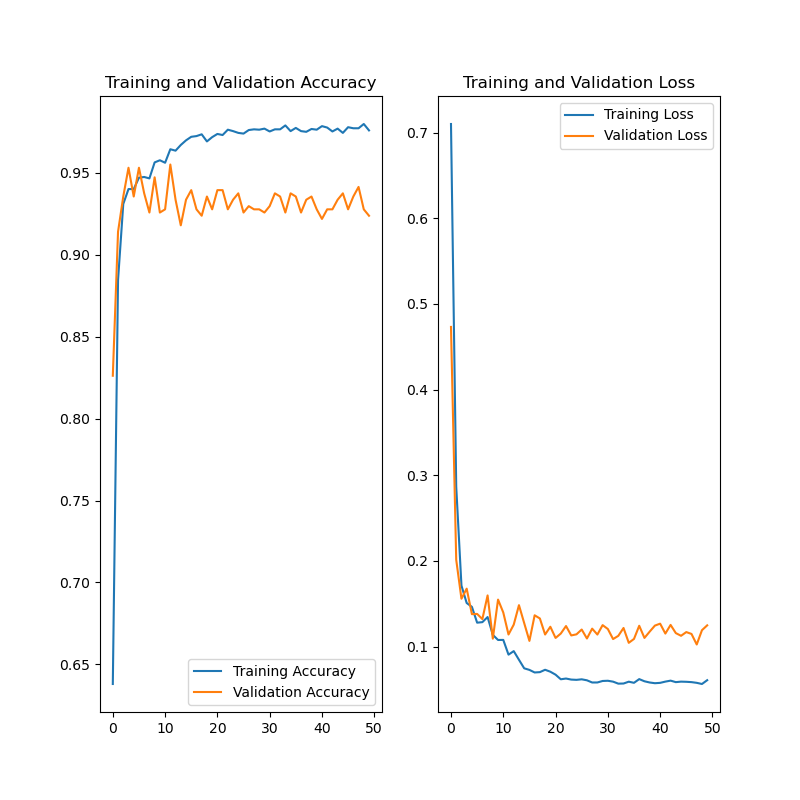 Training and Validation Accuracy
0.95
0.90
0.85
0.80
0.75
0.70
0.65
Training Accuracy
Validation Accuracy
0 10 20 30 40 50
Training and Validation Loss
Training Loss
Validation Loss
0.7
0.6
0.5
0.4
0.3
0.2
0.1
0 10 20 30 40 50